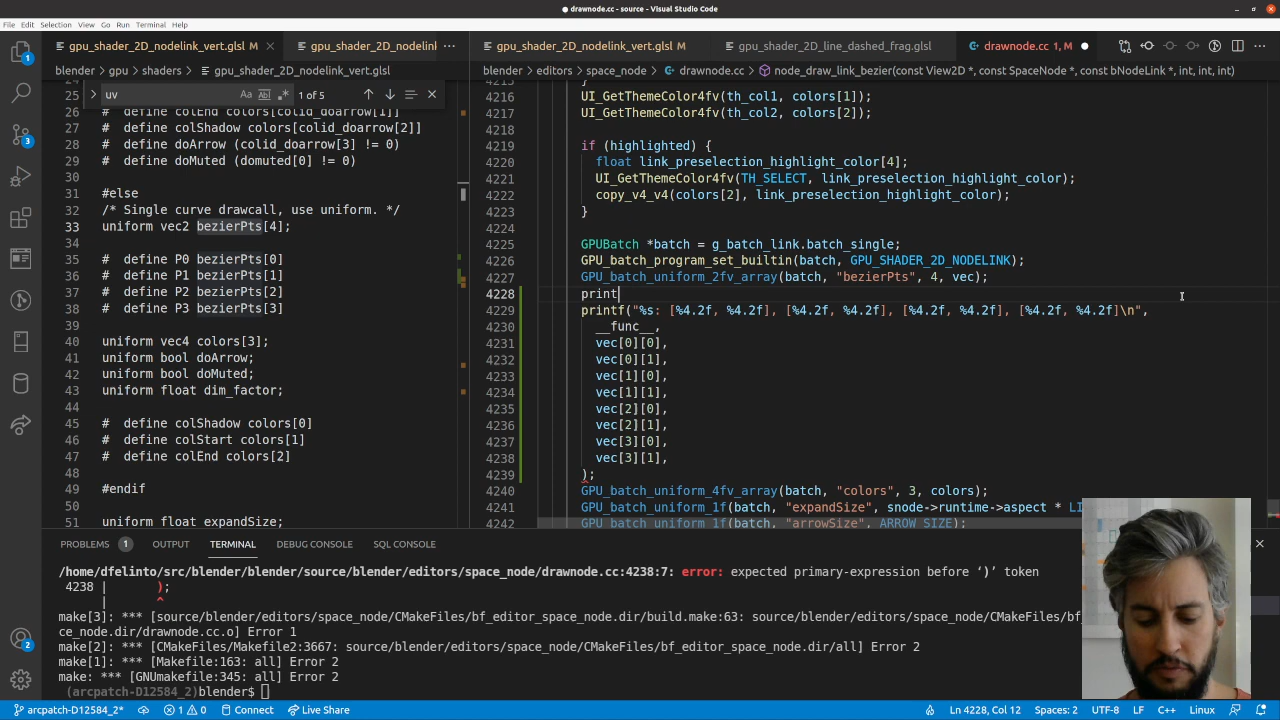 drawnode.cc - source - Visual Studio Code
File Edit Selection View Go Run Terminal Help
gpu_shader_2D_nodelink_vert.glsl M
gpu_shader_2D_nodelinl
gpu_shader_2D_nodelink_vert.glsl M
gpu_shader_2D_line_dashed_frag.glsl
drawnode.cc 1, M
blender > gpu > shaders > gpu_shader_2D_nodelink_vert.glsl
blender > editors > space_node > drawnode.cc > node_draw_link_bezier(const View2D *, const SpaceNode *, const bNodeLink *, int, int, int)
uv
Aa Abl .* 1 of 5
25
26 # define colEnd colors[colid_doarrow[1]]
27 # define colShadow colors[colid_doarrow[2]]
28 # define doArrow (colid_doarrow[3] != 0)
29 # define doMuted (domuted[0] != 0)
30
31 #else
32 /* Single curve drawcall, use uniform. */
33 uniform vec2 bezierPts[4];
34
35 # define P0 bezierPts[0]
36 # define P1 bezierPts[1]
37 # define P2 bezierPts[2]
38 # define P3 bezierPts[3]
39
40 uniform vec4 colors[3];
41 uniform bool doArrow;
42 uniform bool doMuted;
43 uniform float dim_factor;
44
45 # define colShadow colors[0]
46 # define colStart colors[1]
47 # define colEnd colors[2]
48
49 #endif
50
51 uniform float expandSize;
4215 }
4216 UI_GetThemeColor4fv(th_col1, colors[1]);
4217 UI_GetThemeColor4fv(th_col2, colors[2]);
4218
4219 if (highlighted) {
4220 float link_preselection_highlight_color[4];
4221 UI_GetThemeColor4fv(TH_SELECT, link_preselection_highlight_color);
4222 copy_v4_v4(colors[2], link_preselection_highlight_color);
4223 }
4224
4225 GPUBatch *batch = g_batch_link.batch_single;
4226 GPU_batch_program_set_builtin(batch, GPU_SHADER_2D_NODELINK);
4227 GPU_batch_uniform_2fv_array(batch, "bezierPts", 4, vec);
4228 print
4229 printf("%s: [%4.2f, %4.2f], [%4.2f, %4.2f], [%4.2f, %4.2f], [%4.2f, %4.2f]\n",
4230 __func__,
4231 vec[0][0],
4232 vec[0][1],
4233 vec[1][0],
4234 vec[1][1],
4235 vec[2][0],
4236 vec[2][1],
4237 vec[3][0],
4238 vec[3][1],
4239 );
4240 GPU_batch_uniform_4fv_array(batch, "colors", 3, colors);
4241 GPU_batch_uniform_1f(batch, "expandSize", snode->runtime->aspect * LI
4242 GPU_batch_uniform_1f(batch, "arrowSize", ARROW_SIZE);
PROBLEMS 1 OUTPUT TERMINAL DEBUG CONSOLE SQL CONSOLE
/home/dfelinto/src/blender/blender/source/blender/editors/space_node/drawnode.cc:4238:7: error: expected primary-expression before ‘)’ token
4238 | );
| ^
make[3]: *** [source/blender/editors/space_node/CMakeFiles/bf_editor_space_node.dir/build.make:63: source/blender/editors/space_node/CMakeFiles/bf_
ce_node.dir/drawnode.cc.o] Error 1
make[2]: *** [CMakeFiles/Makefile2:3667: source/blender/editors/space_node/CMakeFiles/bf_editor_space_node.dir/all] Error 2
make[1]: *** [Makefile:163: all] Error 2
make: *** [GNUmakefile:345: all] Error 2
(arcpatch-D12584_2)blender$
arcpatch-D12584_2* 1 0 Connect Live Share
Ln 4228, Col 12 Spaces: 2 UTF-8 LF C++ Linux